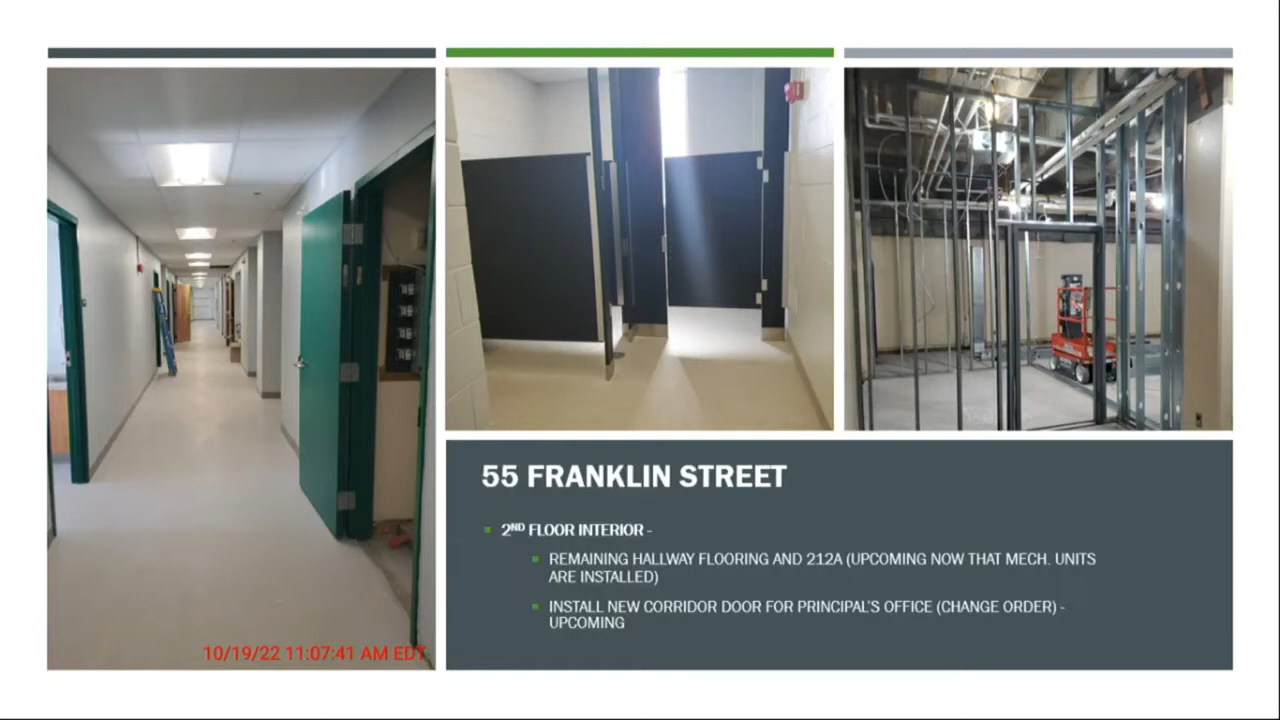 10/19/22 11:07:41 AM EDT
55 FRANKLIN STREET
2ND FLOOR INTERIOR -
REMAINING HALLWAY FLOORING AND 212A (UPCOMING NOW THAT MECH. UNITS
ARE INSTALLED)
INSTALL NEW CORRIDOR DOOR FOR PRINCIPAL'S OFFICE (CHANGE ORDER) -
UPCOMING